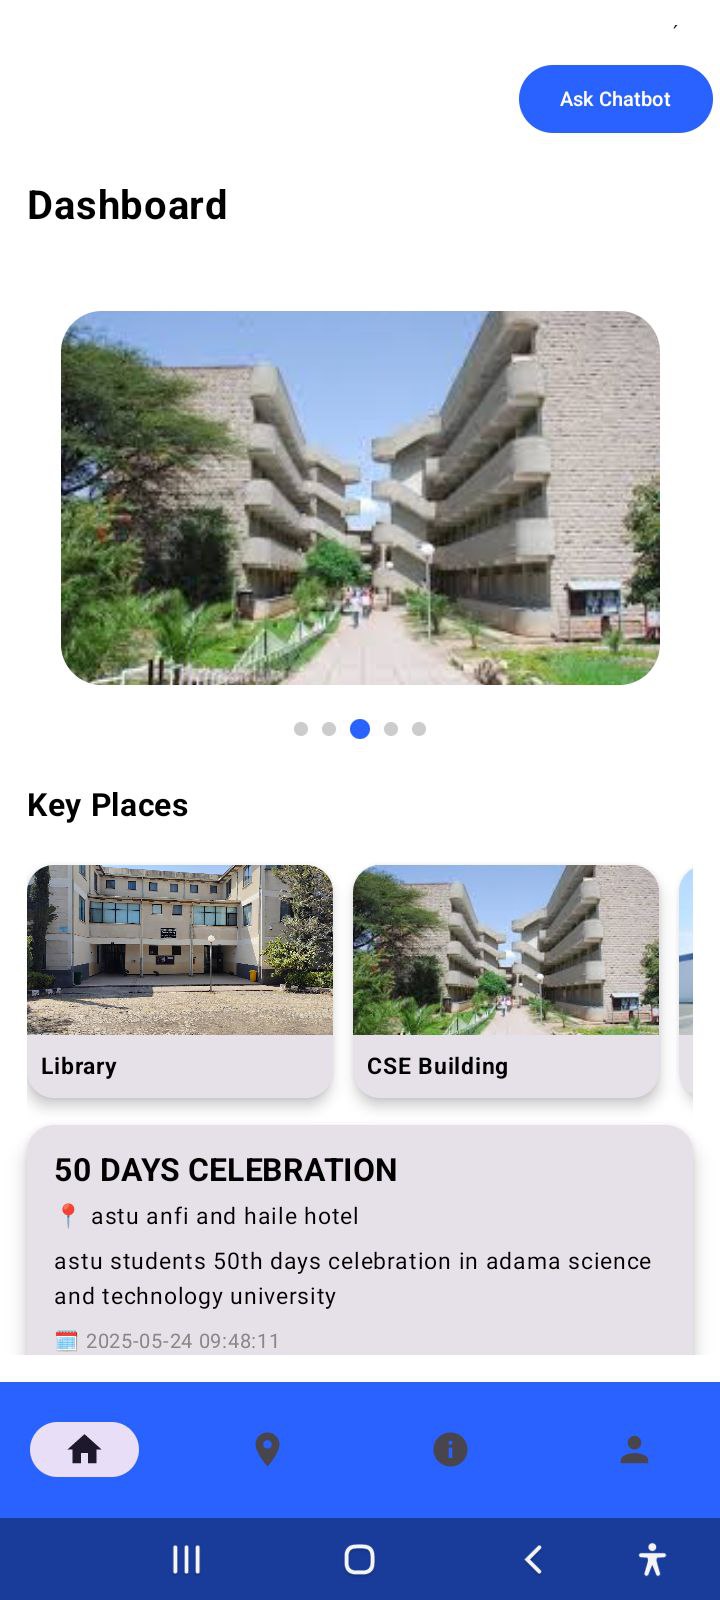 Ask Chatbot
Dashboard
Key Places
Library
CSE Building
50 DAYS CELEBRATION
📍 astu anfi and haile hotel
astu students 50th days celebration in adama science
and technology university
🗓️ 2025-05-24 09:48:11